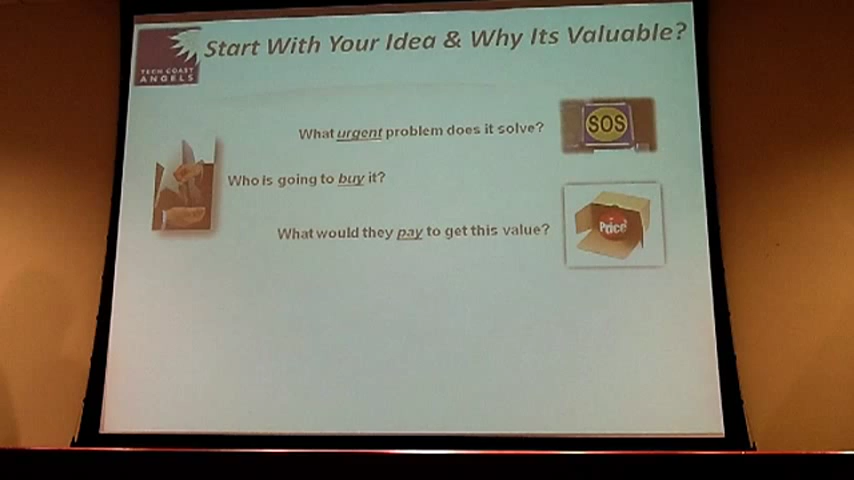 Start With Your Idea & Why Its Valuable?
TECH COAST
ANGELS
What urgent problem does it solve?
SOS
Who is going to buy it?
What would they pay to get this value?
Price